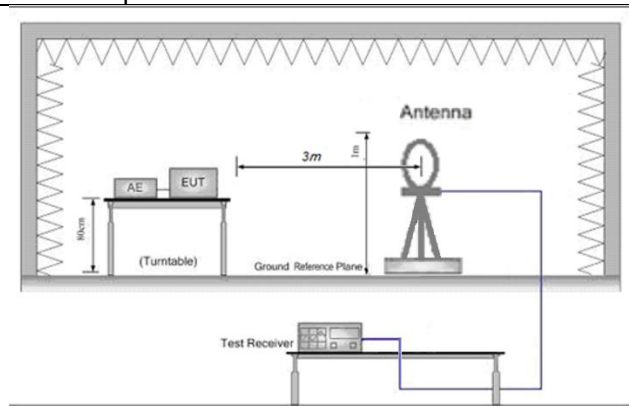 Antenna
3m
1m
AE
EUT
80cm
(Turntable)
Ground Reference Plane
Test Receiver